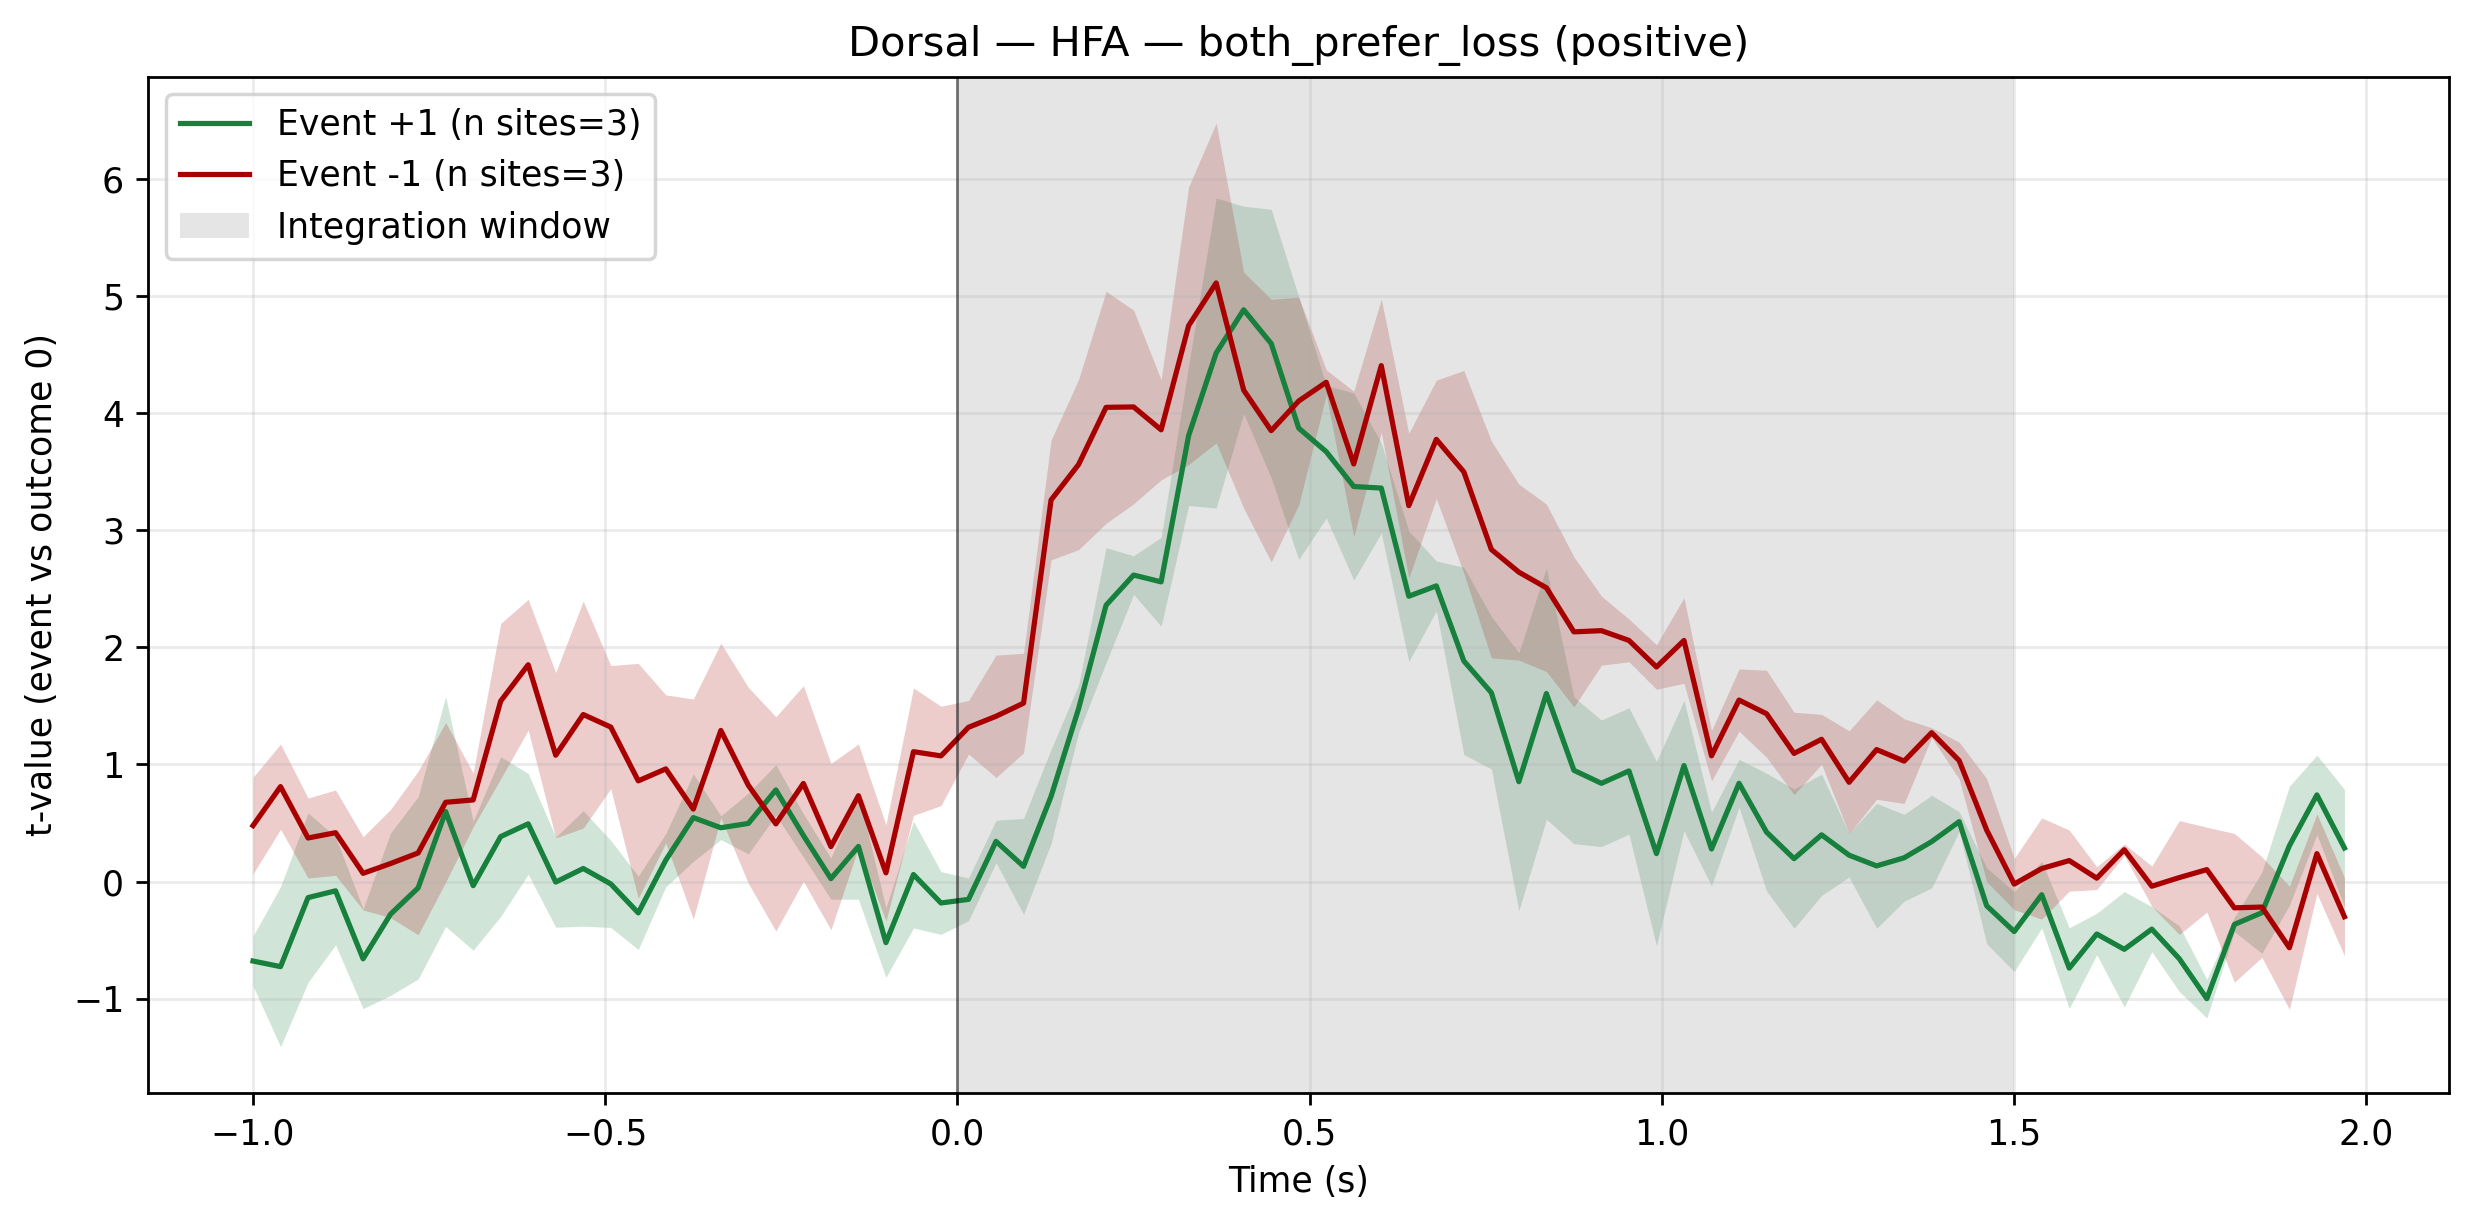 Dorsal — HFA — both_prefer_loss (positive)
Event +1 (n sites=3)
Event -1 (n sites=3)
Integration window
t-value (event vs outcome 0)
6
5
4
3
2
1
0
−1
−1.0
−0.5
0.0
0.5
1.0
1.5
2.0
Time (s)